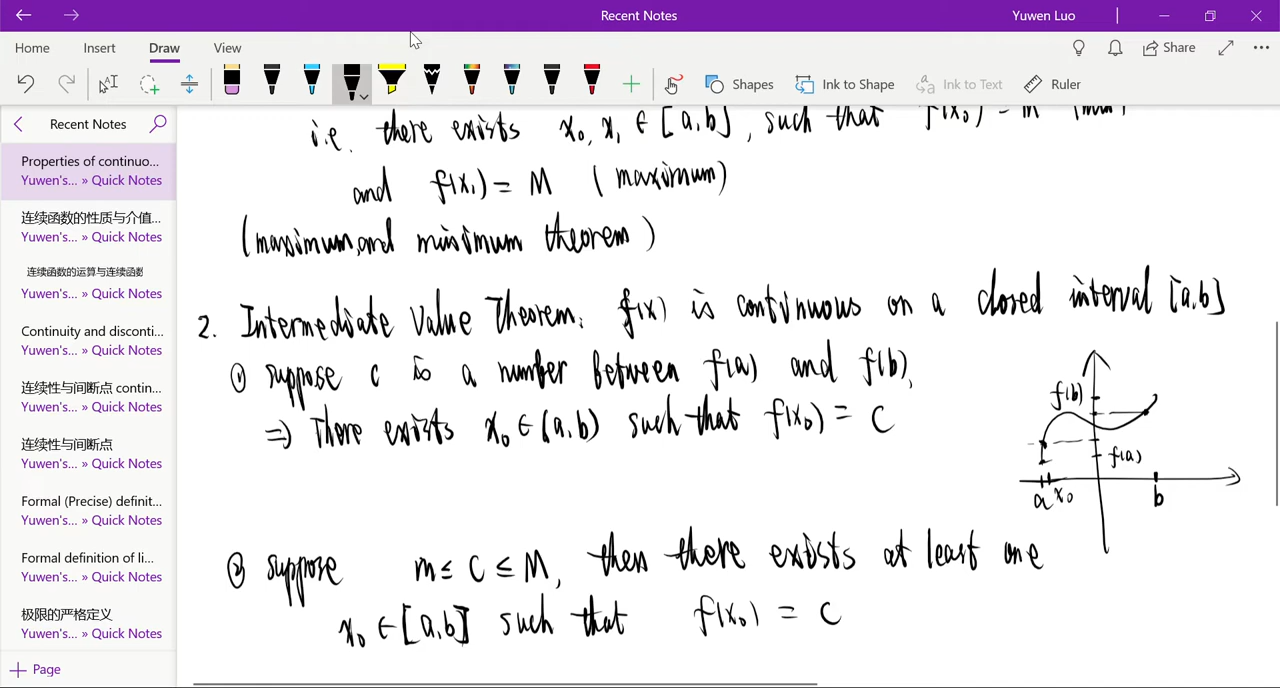 Recent Notes
Yuwen Luo
Home Insert Draw View
Share
Shapes
Ink to Shape
Ink to Text
Ruler
Recent Notes
Properties of continuo...
Yuwen's... » Quick Notes
连续函数的性质与介值...
Yuwen's... » Quick Notes
连续函数的运算与连续函数
Yuwen's... » Quick Notes
Continuity and disconti...
Yuwen's... » Quick Notes
连续性与间断点 contin...
Yuwen's... » Quick Notes
连续性与间断点
Yuwen's... » Quick Notes
Formal (Precise) definit...
Yuwen's... » Quick Notes
Formal definition of li...
Yuwen's... » Quick Notes
极限的严格定义
Yuwen's... » Quick Notes
Page
i.e. there exists x₀, x₁ ∈ [a,b], such that f(x₀) = m
and f(x₁) = M (maximum)
(maximum and minimum theorem)
2. Intermediate Value Theorem: f(x) is continuous on a closed interval [a,b]
① suppose c is a number between f(a) and f(b),
⇒ There exists x₀ ∈ (a,b) such that f(x₀) = C
f(b)
f(a)
a x₀ b
② suppose m ≤ C ≤ M, then there exists at least one
x₀ ∈ [a,b] such that f(x₀) = C